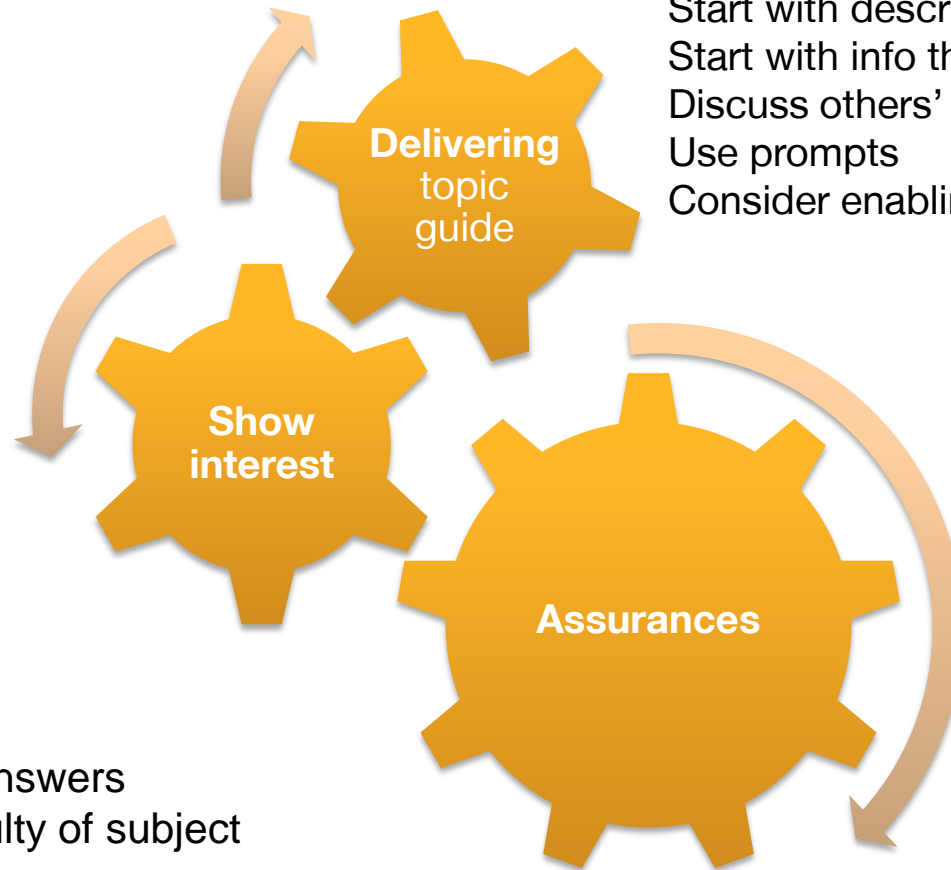 Start with descr
Start with info th
Discuss others'
Use prompts
Consider enablin
Delivering
topic
guide
Show
interest
Assurances
nswers
ulty of subject